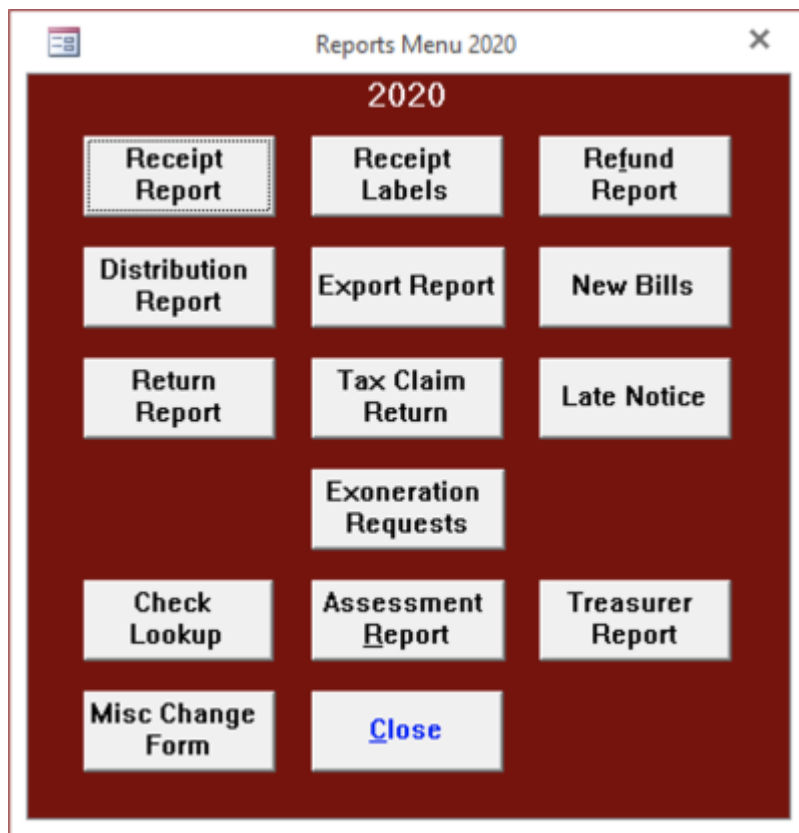 Reports Menu 2020
2020
Receipt
Report
Receipt
Labels
Refund
Report
Distribution
Report
Export Report
New Bills
Return
Report
Tax Claim
Return
Late Notice
Exoneration
Requests
Check
Lookup
Assessment
Report
Treasurer
Report
Misc Change
Form
Close